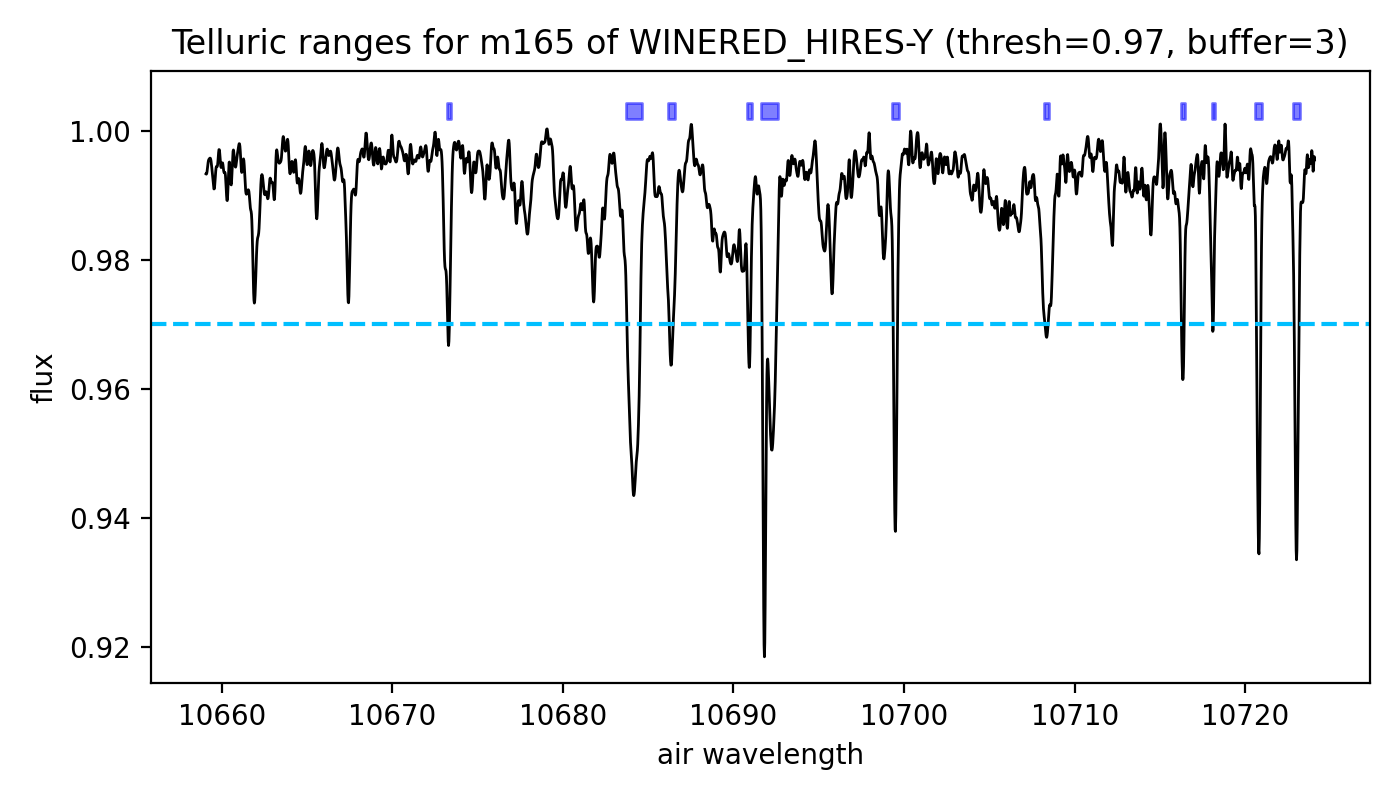 Telluric ranges for m165 of WINERED_HIRES-Y (thresh=0.97, buffer=3)
1.00
0.98
0.96
0.94
0.92
flux
10660 10670 10680 10690 10700 10710 10720
air wavelength